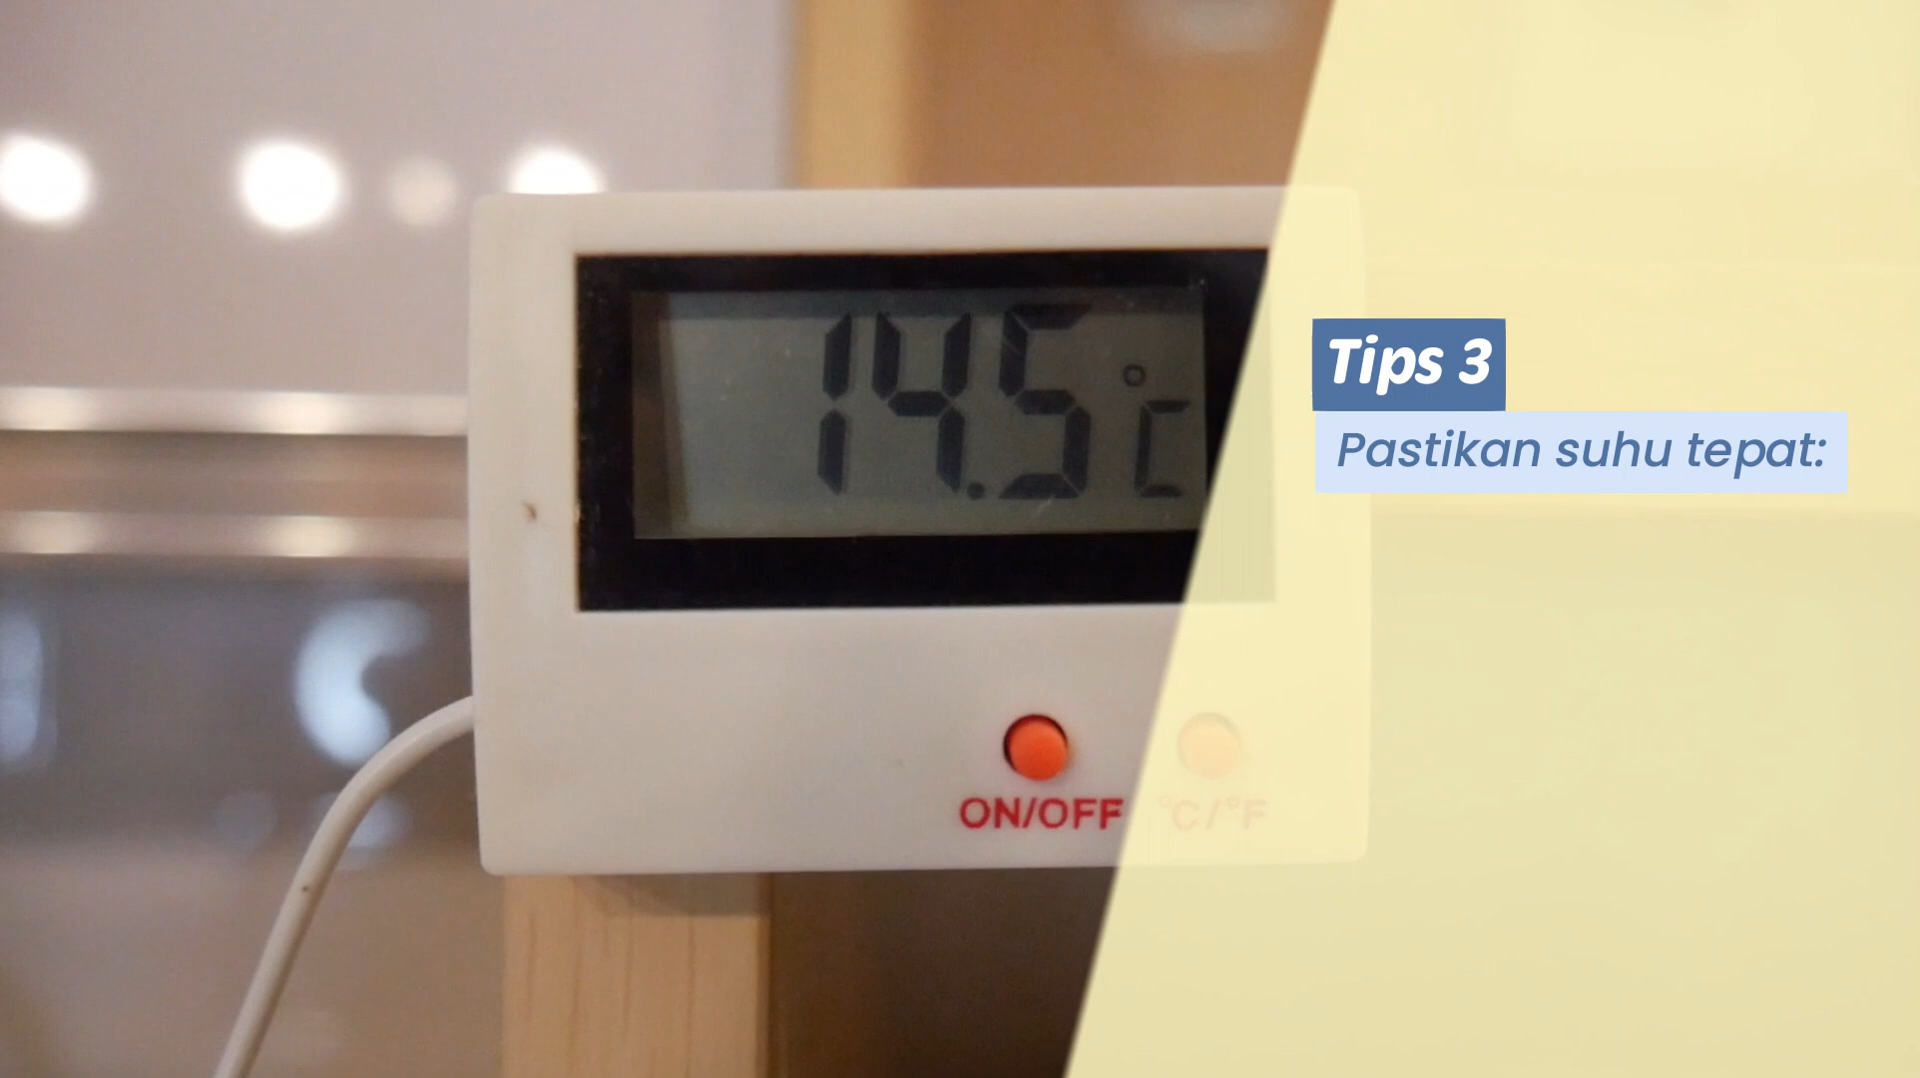 14.5 °C
ON/OFF
°C/°F
Tips 3
Pastikan suhu tepat: